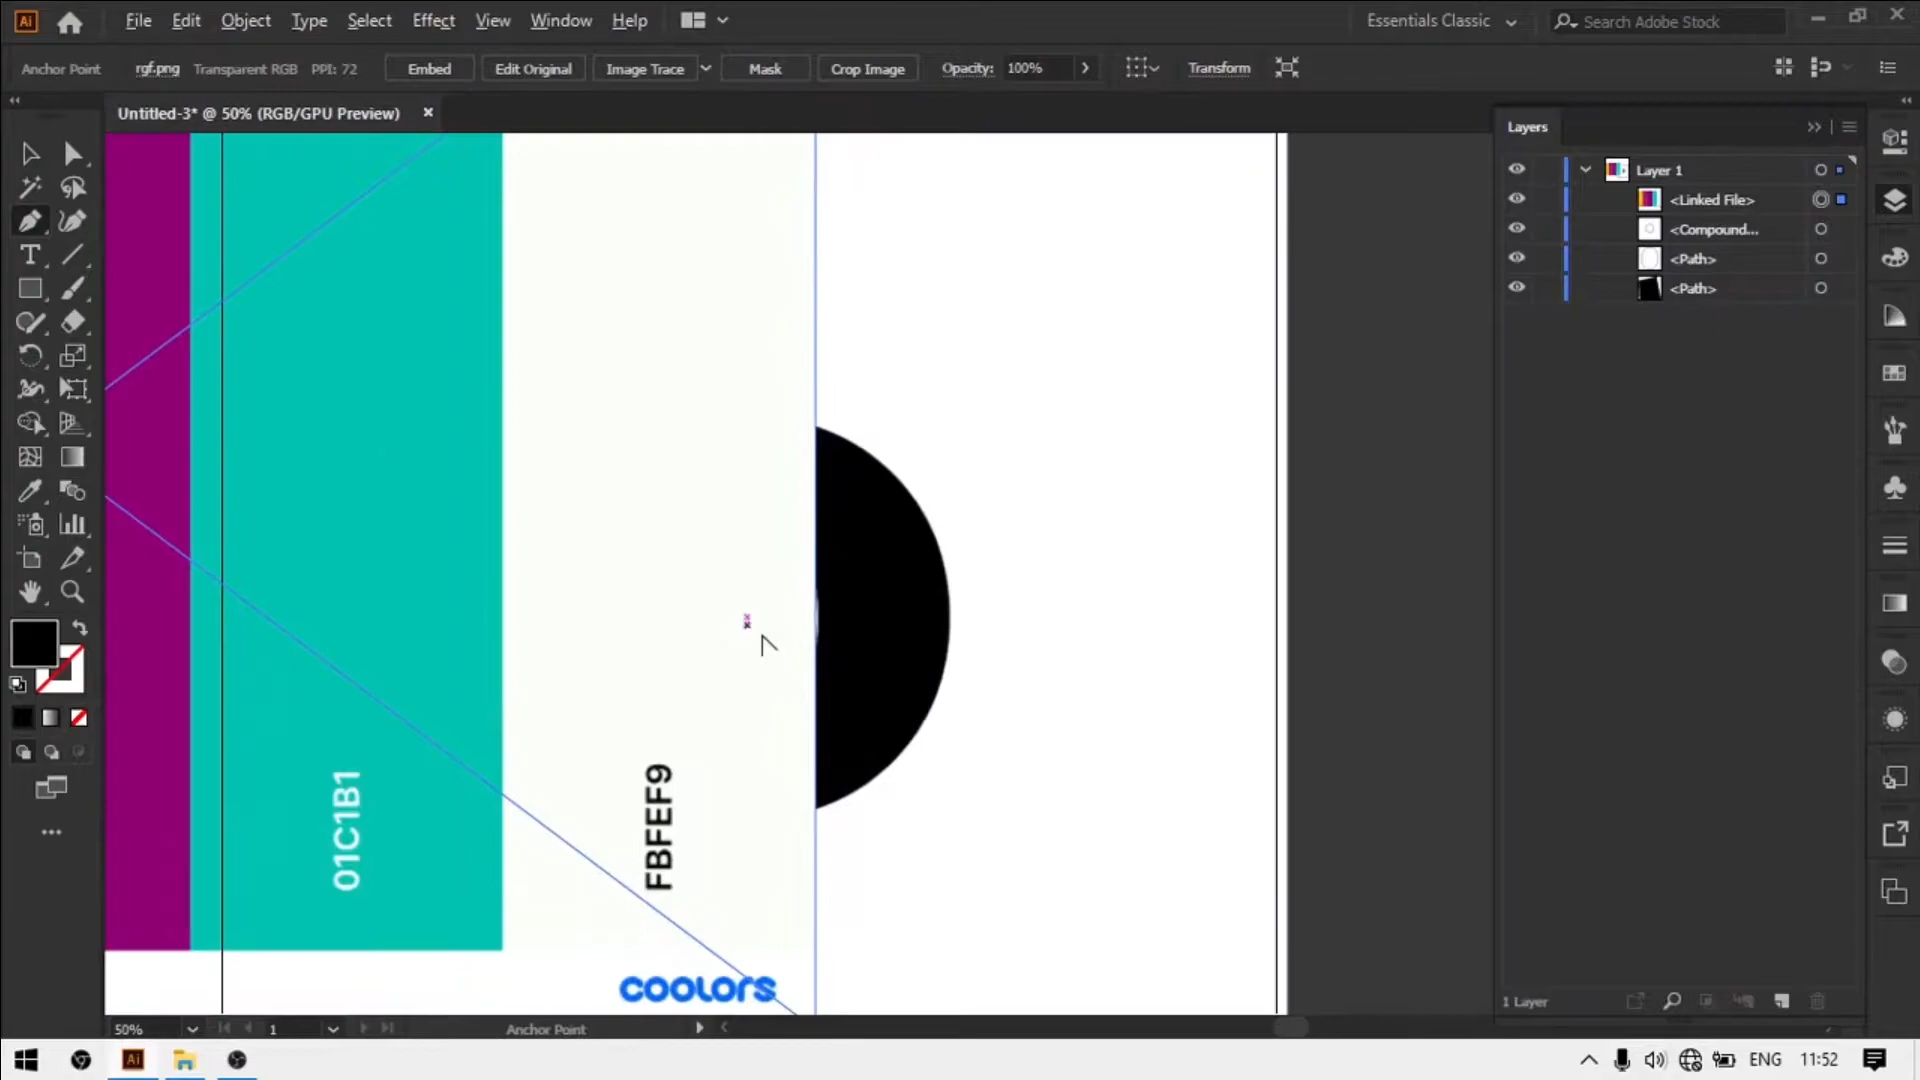 Ai File Edit Object Type Select Effect View Window Help Essentials Classic Search Adobe Stock
Anchor Point rgf.png Transparent RGB PPI: 72 Embed Edit Original Image Trace Mask Crop Image Opacity: 100% Transform
Untitled-3* @ 50% (RGB/GPU Preview)
Layers
Layer 1
<Linked File>
<Compound...
<Path>
<Path>
01C1B1
FBFEF9
coolors
1 Layer
50% 1 Anchor Point
Ai ENG 11:52